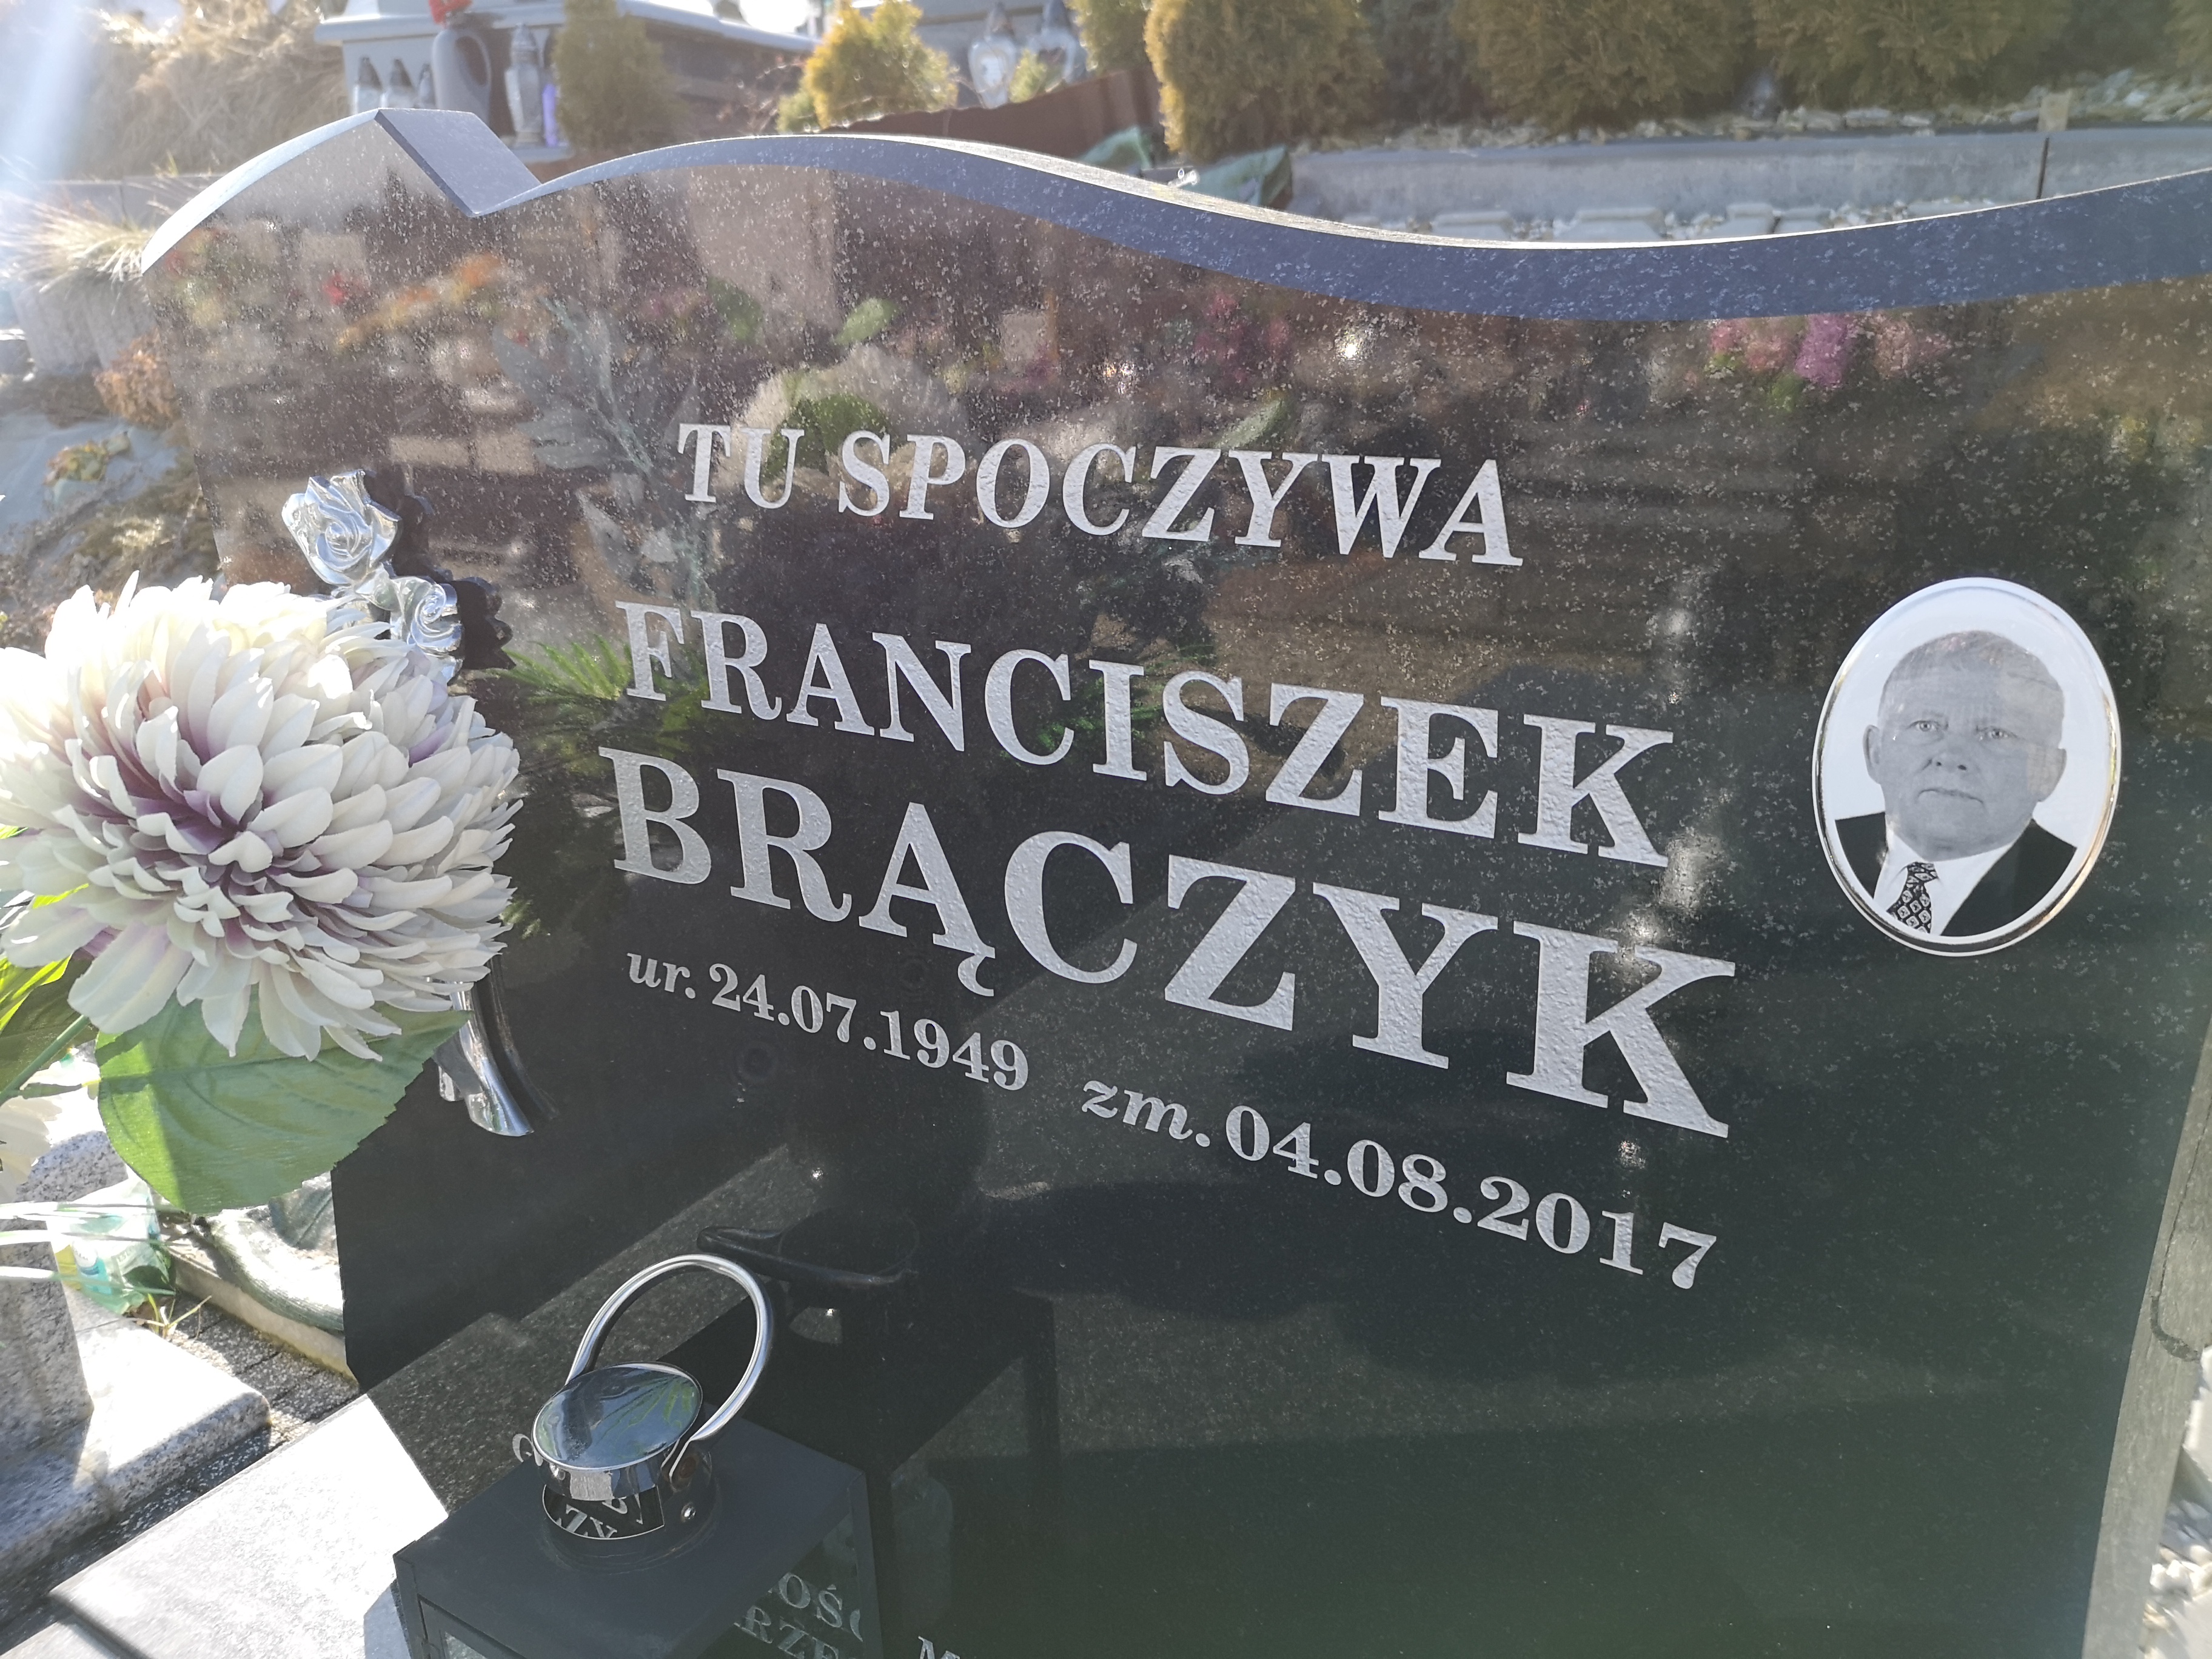 TU SPOCZYWA
FRANCISZEK
BRĄCZYK
ur. 24.07.1949 zm. 04.08.2017